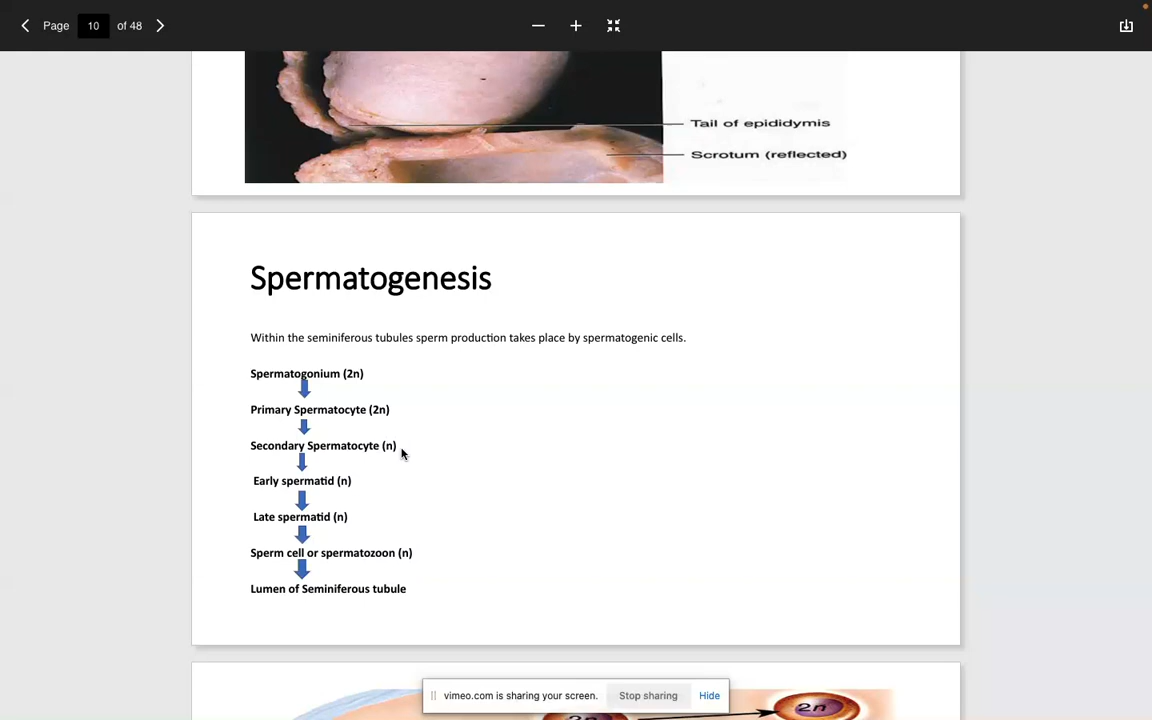 Page 10 of 48
Tail of epididymis
Scrotum (reflected)
Spermatogenesis
Within the seminiferous tubules sperm production takes place by spermatogenic cells.
Spermatogonium (2n)
Primary Spermatocyte (2n)
Secondary Spermatocyte (n)
Early spermatid (n)
Late spermatid (n)
Sperm cell or spermatozoon (n)
Lumen of Seminiferous tubule
vimeo.com is sharing your screen. Stop sharing Hide
2n
2n